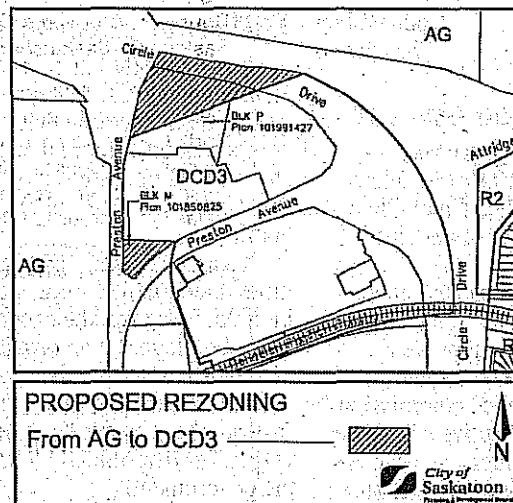 AG
Circle
Drive
BLK P
Plan 101991427
Preston Avenue
Attridge
DCD3
R2
BLK M
Plan 101850825
Preston Avenue
AG
Circle Drive
PROPOSED REZONING
From AG to DCD3
N
City of
Saskatoon